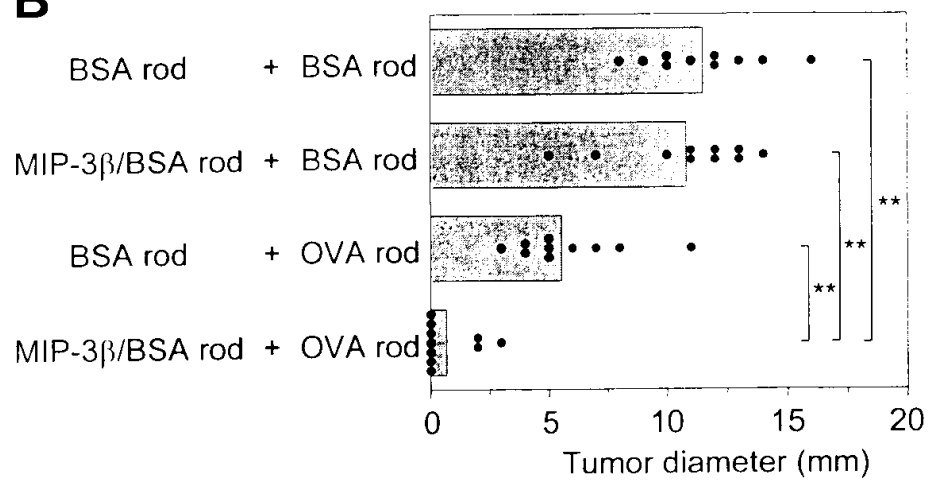 B
BSA rod + BSA rod
MIP-3β/BSA rod + BSA rod
**
BSA rod + OVA rod
**
**
MIP-3β/BSA rod + OVA rod
0 5 10 15 20
Tumor diameter (mm)